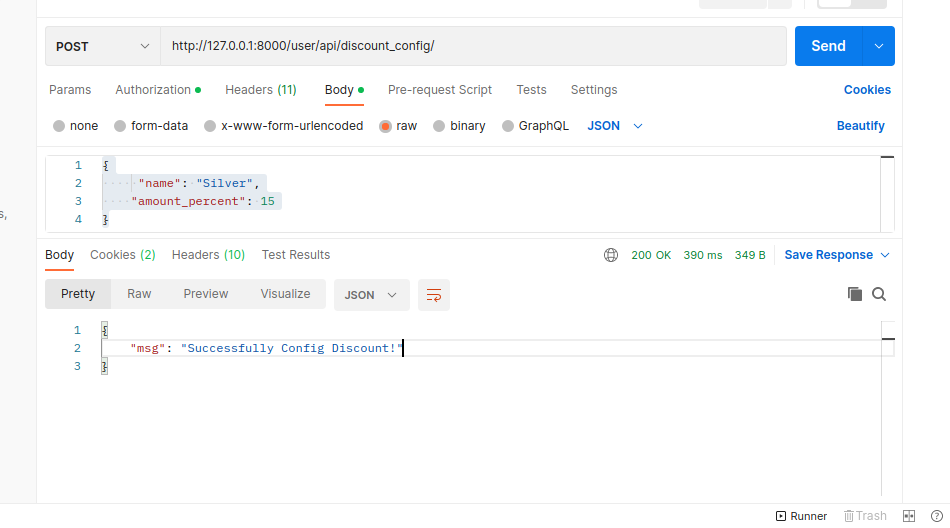 POST http://127.0.0.1:8000/user/api/discount_config/ Send
Params Authorization Headers (11) Body Pre-request Script Tests Settings Cookies
none form-data x-www-form-urlencoded raw binary GraphQL JSON Beautify
1 {
2 "name": "Silver",
3 "amount_percent": 15
4 }
s,
Body Cookies (2) Headers (10) Test Results 200 OK 390 ms 349 B Save Response
Pretty Raw Preview Visualize JSON
1 {
2 "msg": "Successfully Config Discount!"
3 }
Runner Trash